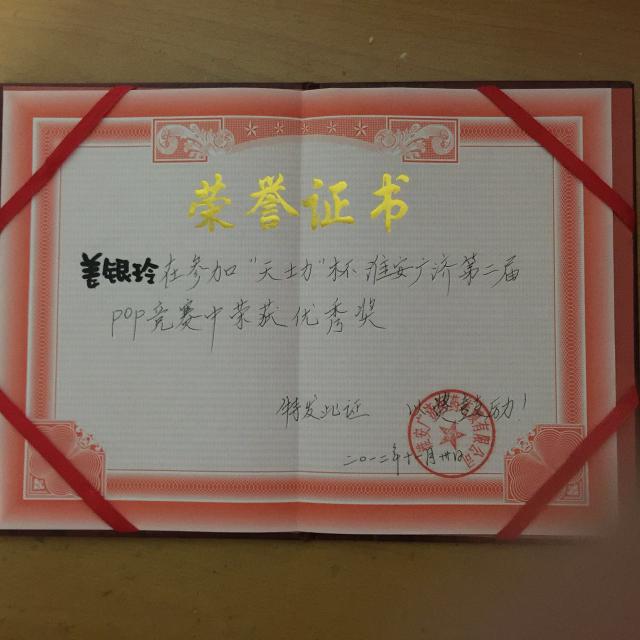 荣誉证书
姜银玲在参加“天士力”杯淮安广济第二届
pop竞赛中荣获优秀奖
特发此证 以资鼓励!
二〇一二年十一月卅日